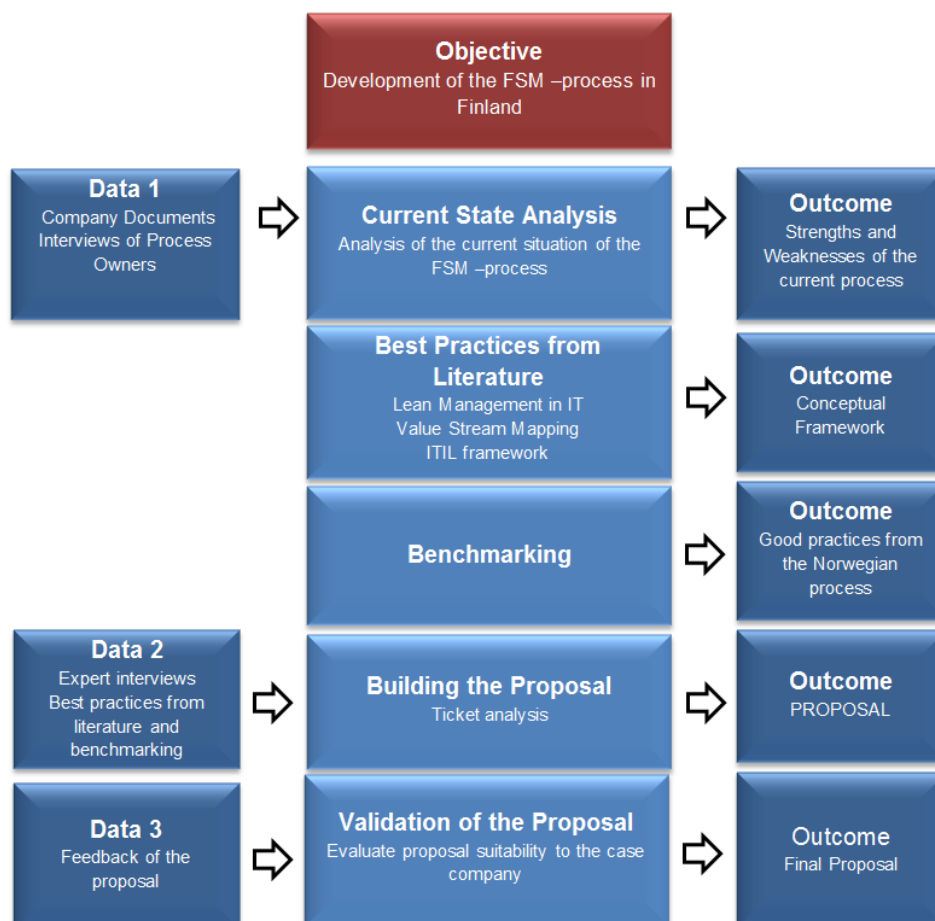 Objective
Development of the FSM –process in
Finland
Data 1
Company Documents
Interviews of Process
Owners
Current State Analysis
Analysis of the current situation of the
FSM –process
Outcome
Strengths and
Weaknesses of the
current process
Best Practices from
Literature
Lean Management in IT
Value Stream Mapping
ITIL framework
Outcome
Conceptual
Framework
Benchmarking
Outcome
Good practices from
the Norwegian
process
Data 2
Expert interviews
Best practices from
literature and
benchmarking
Building the Proposal
Ticket analysis
Outcome
PROPOSAL
Data 3
Feedback of the
proposal
Validation of the Proposal
Evaluate proposal suitability to the case
company
Outcome
Final Proposal